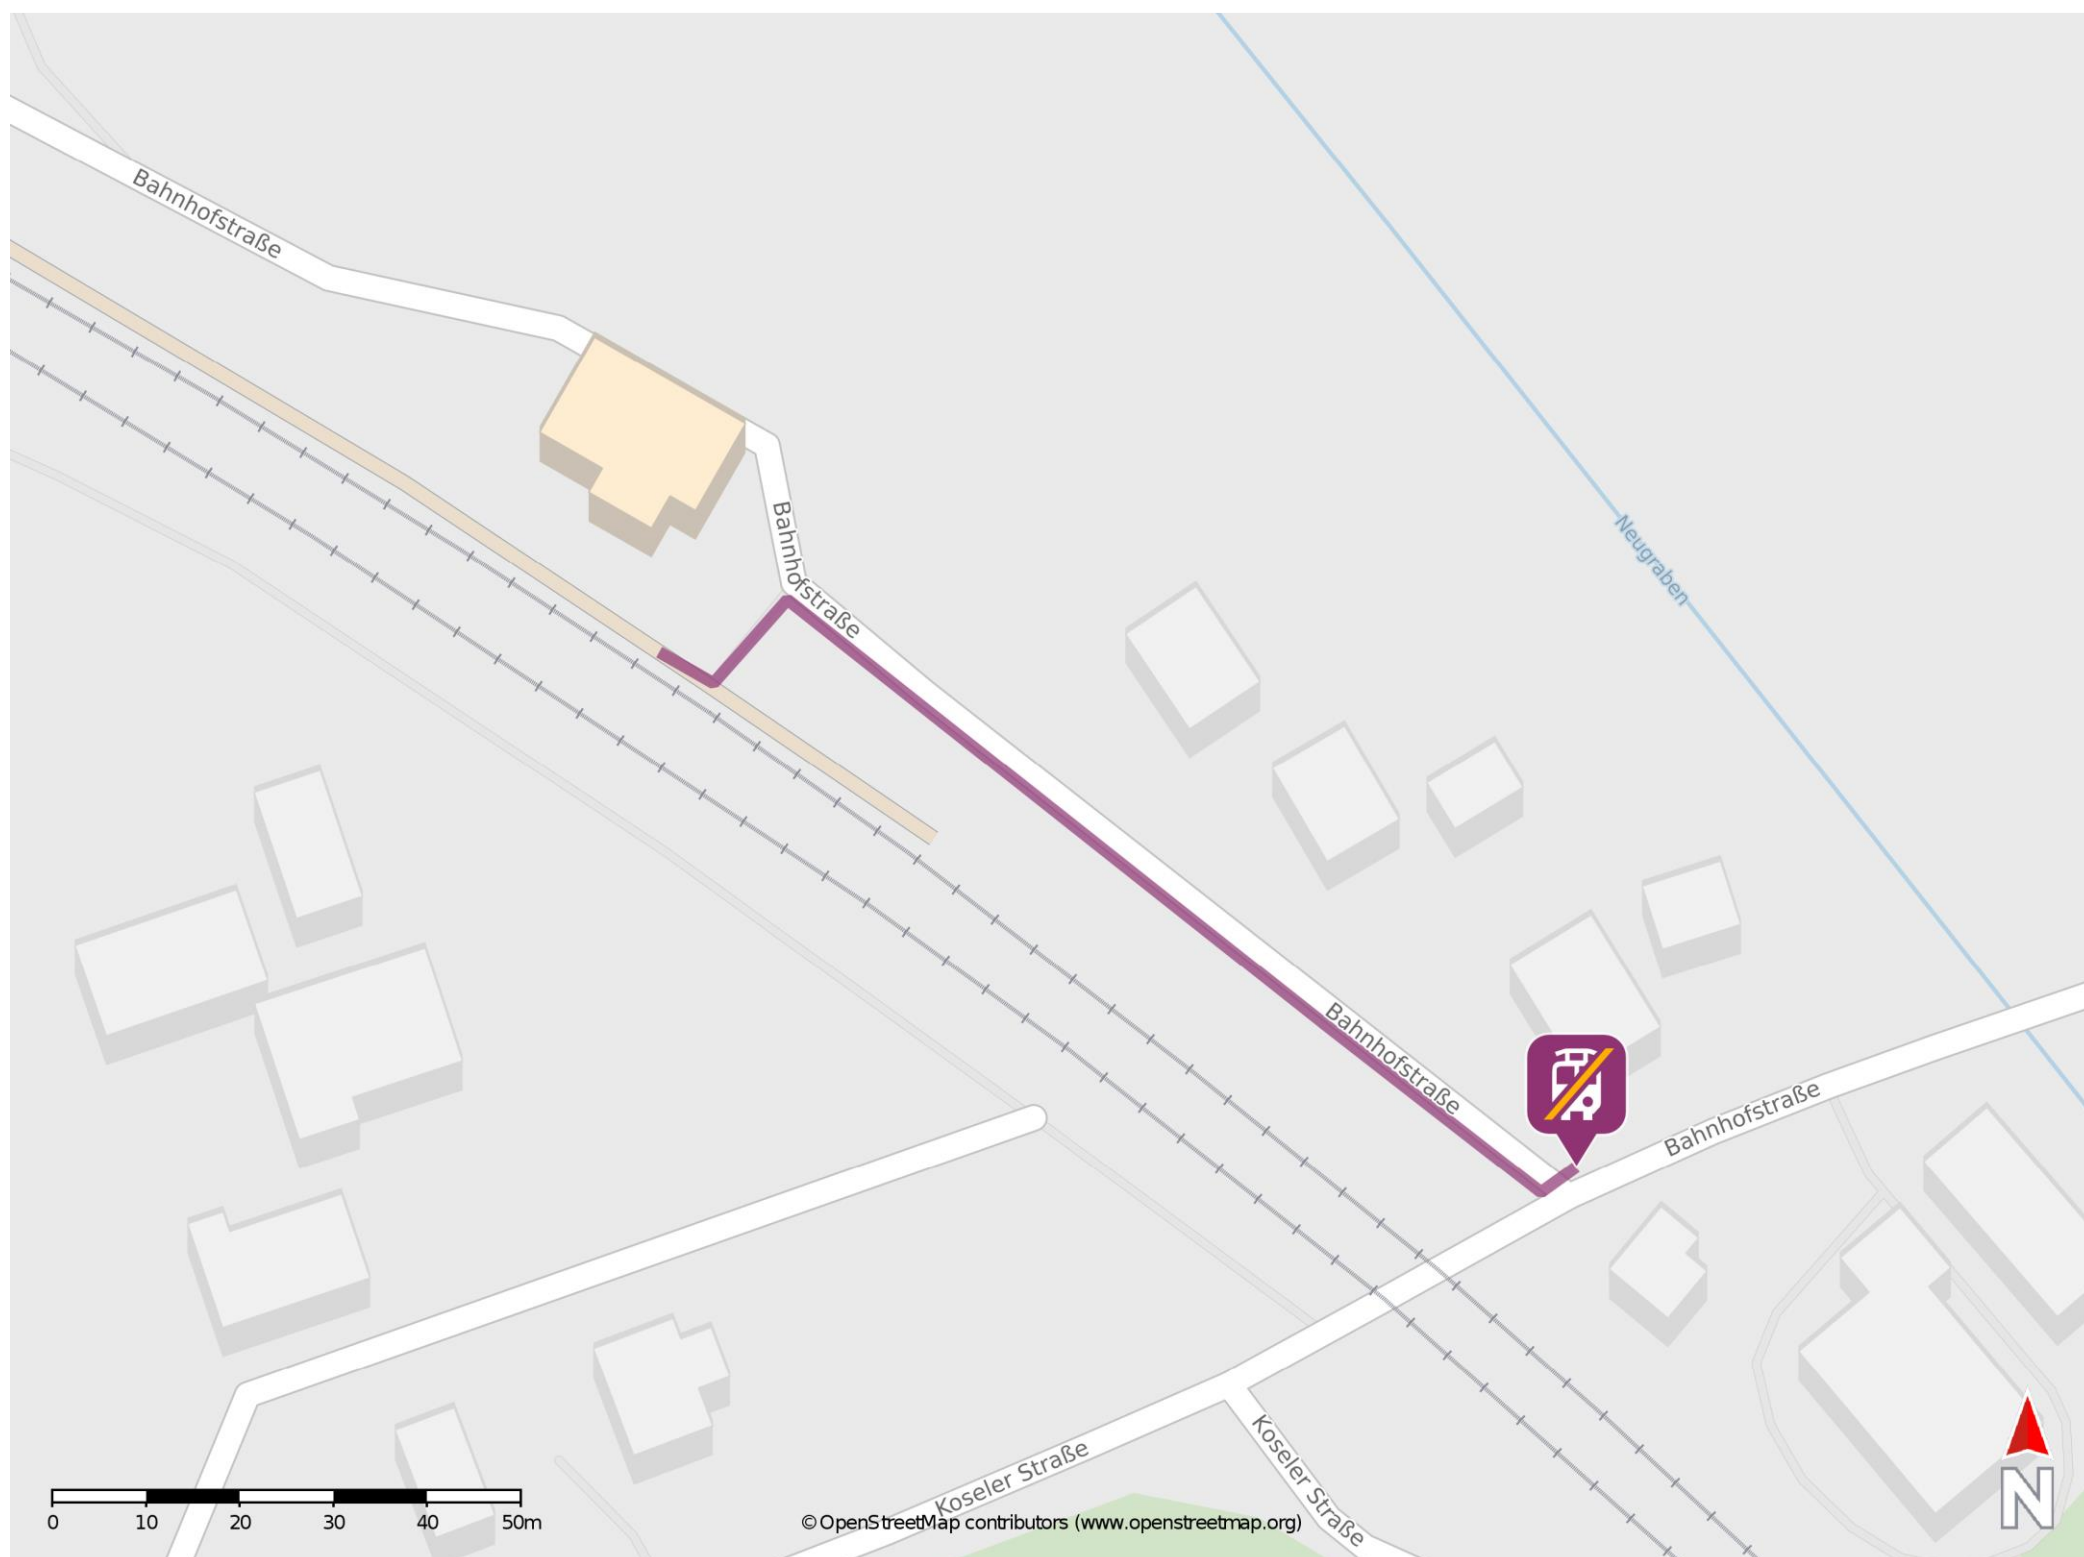 Bahnhofstraße
Bahnhofstraße
Neugraben
Bahnhofstraße
Bahnhofstraße
Koseler Straße
Koseler Straße
0 10 20 30 40 50m
© OpenStreetMap contributors (www.openstreetmap.org)
N